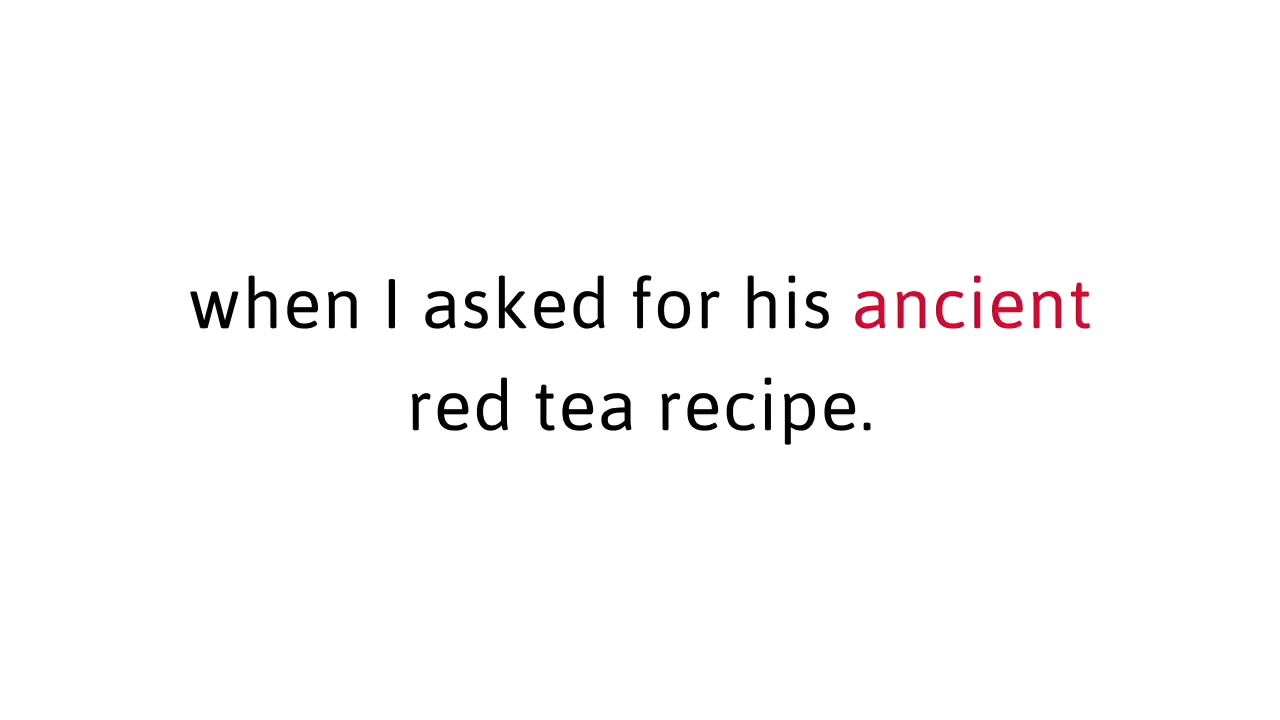 when I asked for his ancient
red tea recipe.